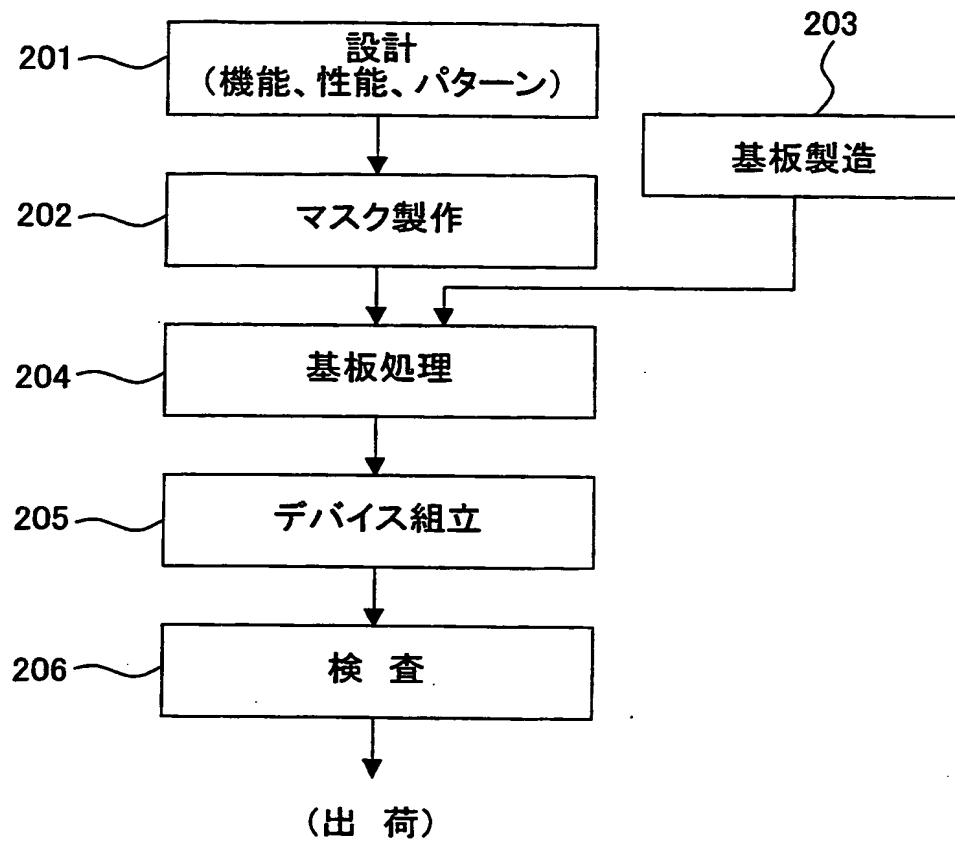 201
設計
（機能、性能、パターン）
203
基板製造
202
マスク製作
204
基板処理
205
デバイス組立
206
検 査
（出 荷）